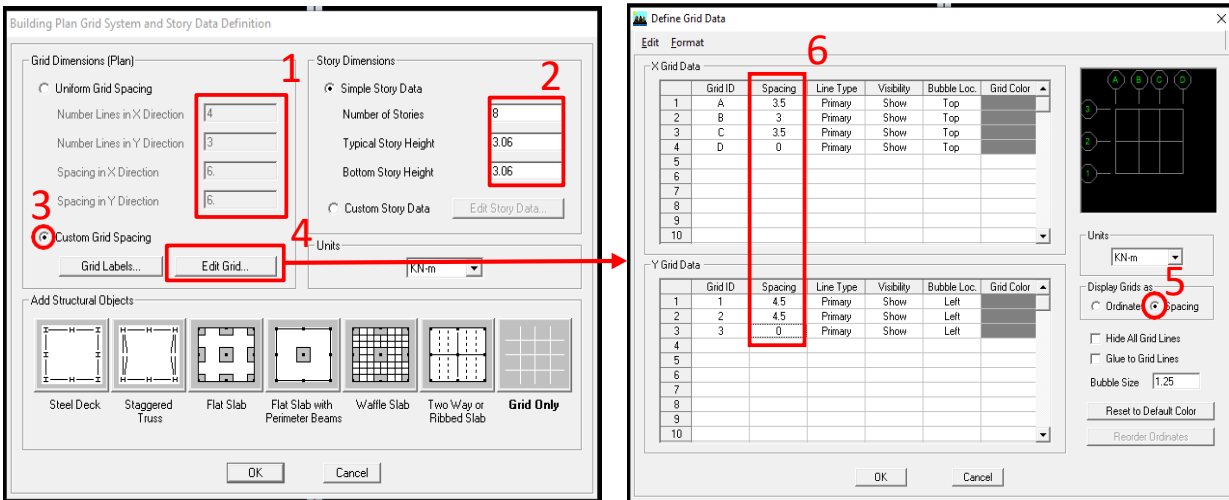 Building Plan Grid System and Story Data Definition
Grid Dimensions (Plan)
1
Uniform Grid Spacing
Number Lines in X Direction 4
Number Lines in Y Direction 3
Spacing in X Direction 6.
Spacing in Y Direction 6.
3
Custom Grid Spacing
4
Grid Labels... Edit Grid...
Story Dimensions
2
Simple Story Data
Number of Stories 8
Typical Story Height 3.06
Bottom Story Height 3.06
Custom Story Data Edit Story Data...
Units
KN-m
Add Structural Objects
Steel Deck
Staggered
Truss
Flat Slab
Flat Slab with
Perimeter Beams
Waffle Slab
Two Way or
Ribbed Slab
Grid Only
OK Cancel
Define Grid Data
Edit Format
6
X Grid Data
Grid ID Spacing Line Type Visibility Bubble Loc. Grid Color
1 A 3.5 Primary Show Top
2 B 3 Primary Show Top
3 C 3.5 Primary Show Top
4 D 0 Primary Show Top
5
6
7
8
9
10
Y Grid Data
Grid ID Spacing Line Type Visibility Bubble Loc. Grid Color
1 1 4.5 Primary Show Left
2 2 4.5 Primary Show Left
3 3 0 Primary Show Left
4
5
6
7
8
9
10
A B C D
3
2
1
Units
KN-m
Display Grids as
5
Ordinates Spacing
Hide All Grid Lines
Glue to Grid Lines
Bubble Size 1.25
Reset to Default Color
Reorder Ordinates
OK Cancel